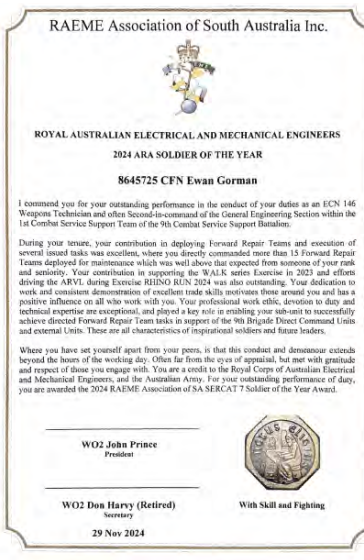 RAEME Association of South Australia Inc.
ROYAL AUSTRALIAN ELECTRICAL AND MECHANICAL ENGINEERS
2024 ARA SOLDIER OF THE YEAR
8645725 CFN Ewan Gorman
I commend you for your outstanding performance in the conduct of your duties as an ECN 146
Weapons Technician and often Second-in-command of the General Engineering Section within the
1st Combat Service Support Team of the 9th Combat Service Support Battalion.
During your tenure, your contribution in deploying Forward Repair Teams and execution of
several issued tasks was excellent, where you directly commanded more than 15 Forward Repair
Teams deployed for maintenance which was well above that expected from someone of your rank
and seniority. Your contribution in supporting the WALK series Exercise in 2023 and efforts
driving the ARVL during Exercise RHINO RUN 2024 was also outstanding. Your dedication to
work and consistent demonstration of excellent trade skills motivates those around you and has a
positive influence on all who work with you. Your professional work ethic, devotion to duty and
technical expertise are exceptional, and played a key role in enabling your sub-unit to successfully
achieve directed Forward Repair Team tasks in support of the 9th Brigade Direct Command Units
and external Units. These are all characteristics of inspirational soldiers and future leaders.
Where you have set yourself apart from your peers, is that this conduct and demeanour extends
beyond the hours of the working day. Often far from the eyes of appraisal, but met with gratitude
and respect of those you engage with. You are a credit to the Royal Corps of Australian Electrical
and Mechanical Engineers, and the Australian Army. For your outstanding performance of duty,
you are awarded the 2024 RAEME Association of SA SERCAT 7 Soldier of the Year Award.
WO2 John Prince
President
WO2 Don Harvy (Retired)
Secretary
With Skill and Fighting
29 Nov 2024